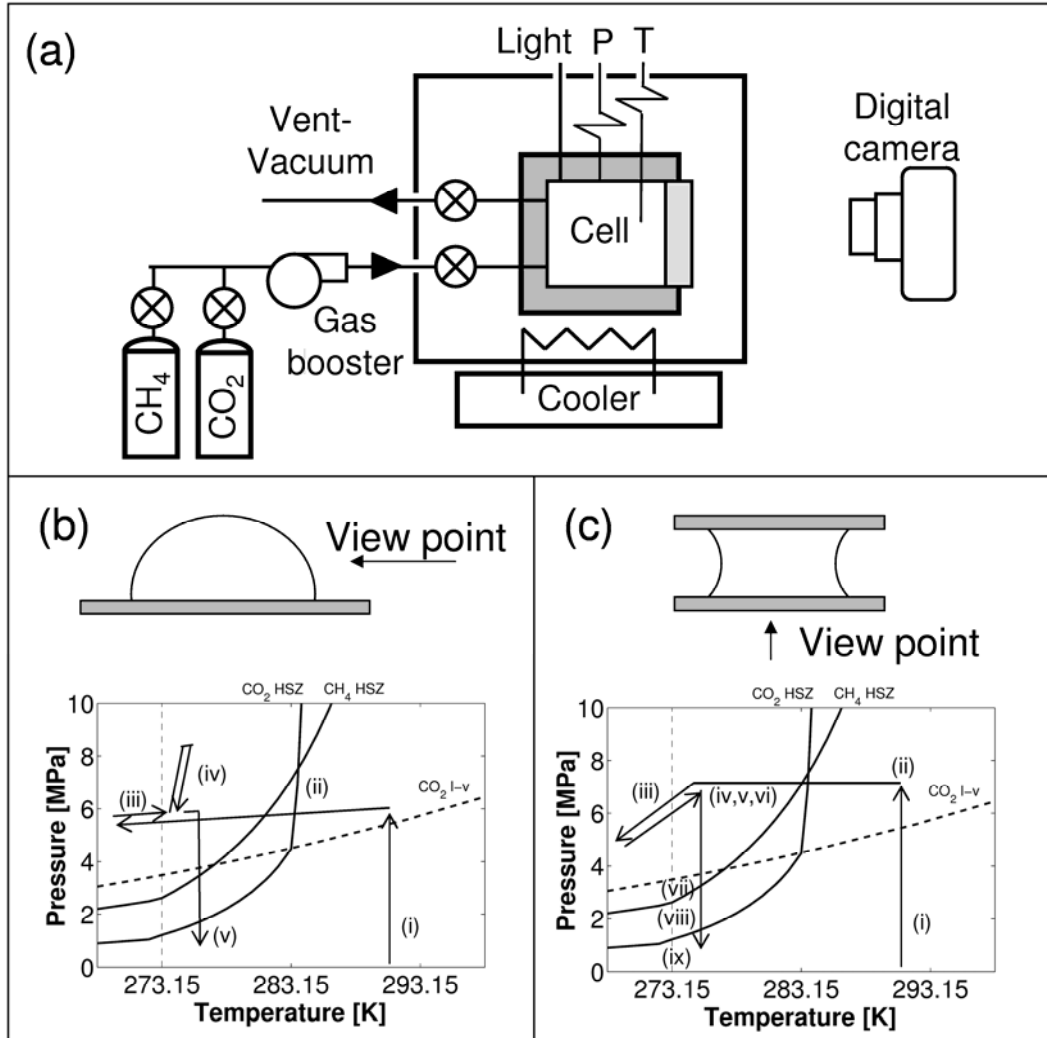 (a)
Light P T
Vent-
Vacuum
Digital
camera
Cell
Gas
booster
CH4
CO2
Cooler
(b)
View point
CO2 HSZ CH4 HSZ
10
8
6
4
2
0
Pressure [MPa]
(iv)
(iii)
(ii)
CO2 l-v
(v)
(i)
273.15 283.15 293.15
Temperature [K]
(c)
View point
CO2 HSZ CH4 HSZ
10
8
6
4
2
0
Pressure [MPa]
(ii)
(iii)
(iv,v,vi)
CO2 l-v
(vii)
(viii)
(ix)
(i)
273.15 283.15 293.15
Temperature [K]